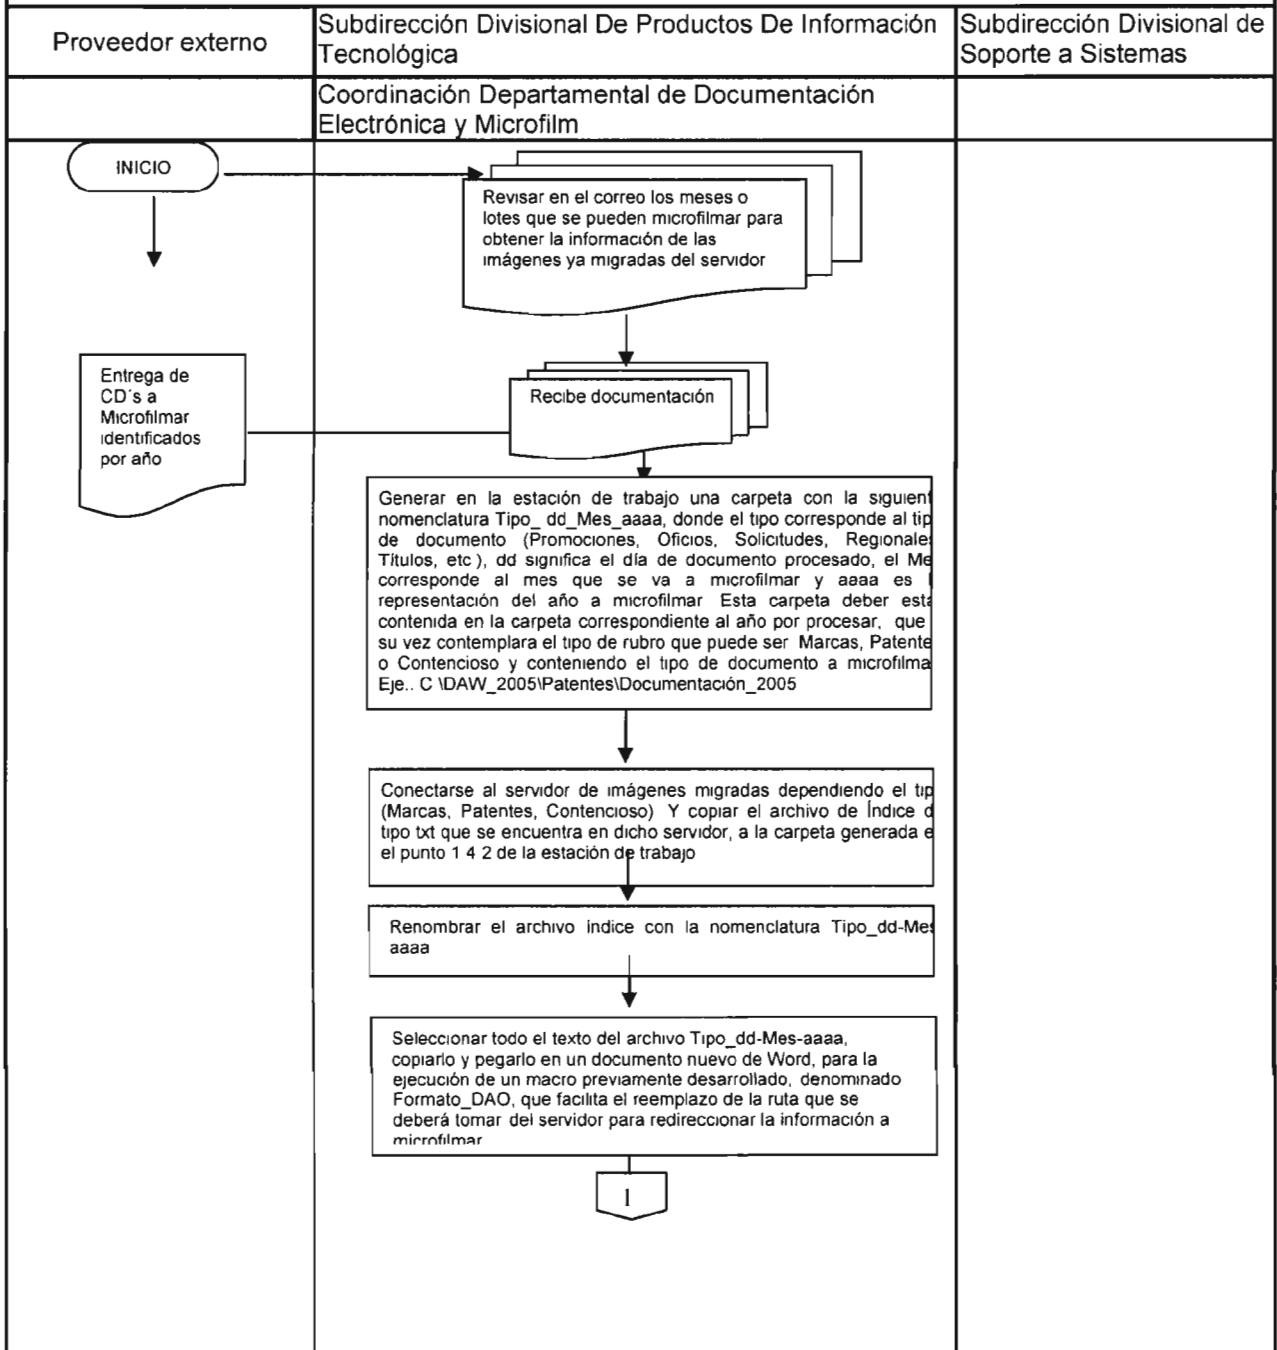 Proveedor externo
Subdirección Divisional De Productos De Información
Tecnológica
Subdirección Divisional de
Soporte a Sistemas
Coordinación Departamental de Documentación
Electrónica y Microfilm
INICIO
Revisar en el correo los meses o
lotes que se pueden microfilmar para
obtener la información de las
imágenes ya migradas del servidor
Entrega de
CD´s a
Microfilmar
identificados
por año
Recibe documentación
Generar en la estación de trabajo una carpeta con la siguient
nomenclatura Tipo_ dd_Mes_aaaa, donde el tipo corresponde al tip
de documento (Promociones, Oficios, Solicitudes, Regionale
Títulos, etc ), dd significa el día de documento procesado, el Me
corresponde al mes que se va a microfilmar y aaaa es l
representación del año a microfilmar Esta carpeta deber esta
contenida en la carpeta correspondiente al año por procesar, que
su vez contemplara el tipo de rubro que puede ser Marcas, Patente
o Contencioso y conteniendo el tipo de documento a microfilma
Eje.. C \DAW_2005\Patentes\Documentación_2005
Conectarse al servidor de imágenes migradas dependiendo el tip
(Marcas, Patentes, Contencioso) Y copiar el archivo de Índice d
tipo txt que se encuentra en dicho servidor, a la carpeta generada e
el punto 1 4 2 de la estación de trabajo
Renombrar el archivo índice con la nomenclatura Tipo_dd-Mes
aaaa
Seleccionar todo el texto del archivo Tipo_dd-Mes-aaaa,
copiarlo y pegarlo en un documento nuevo de Word, para la
ejecución de un macro previamente desarrollado, denominado
Formato_DAO, que facilita el reemplazo de la ruta que se
deberá tomar del servidor para redireccionar la información a
microfilmar
1